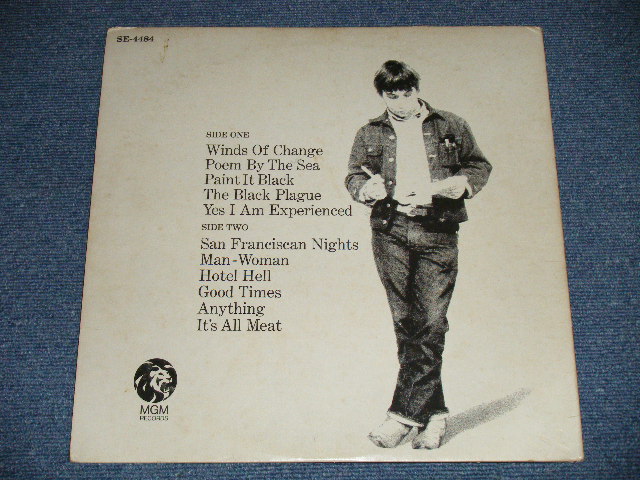 SE-4484
SIDE ONE
Winds Of Change
Poem By The Sea
Paint It Black
The Black Plague
Yes I Am Experienced
SIDE TWO
San Franciscan Nights
Man-Woman
Hotel Hell
Good Times
Anything
It's All Meat
MGM
RECORDS